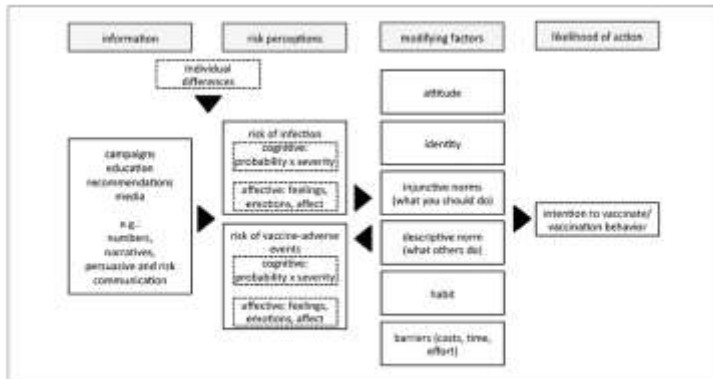 information
risk perceptions
modifying factors
likelihood of action
individual
differences
campaigns
education
recommendations
media
e.g.:
numbers,
narratives,
persuasive and risk
communication
risk of infection
cognitive:
probability x severity
affective: feelings,
emotions, affect
risk of vaccine-adverse
events
cognitive:
probability x severity
affective: feelings,
emotions, affect
attitude
identity
injunctive norms
(what you should do)
descriptive norm
(what others do)
habit
barriers (costs, time,
effort)
intention to vaccinate/
vaccination behavior